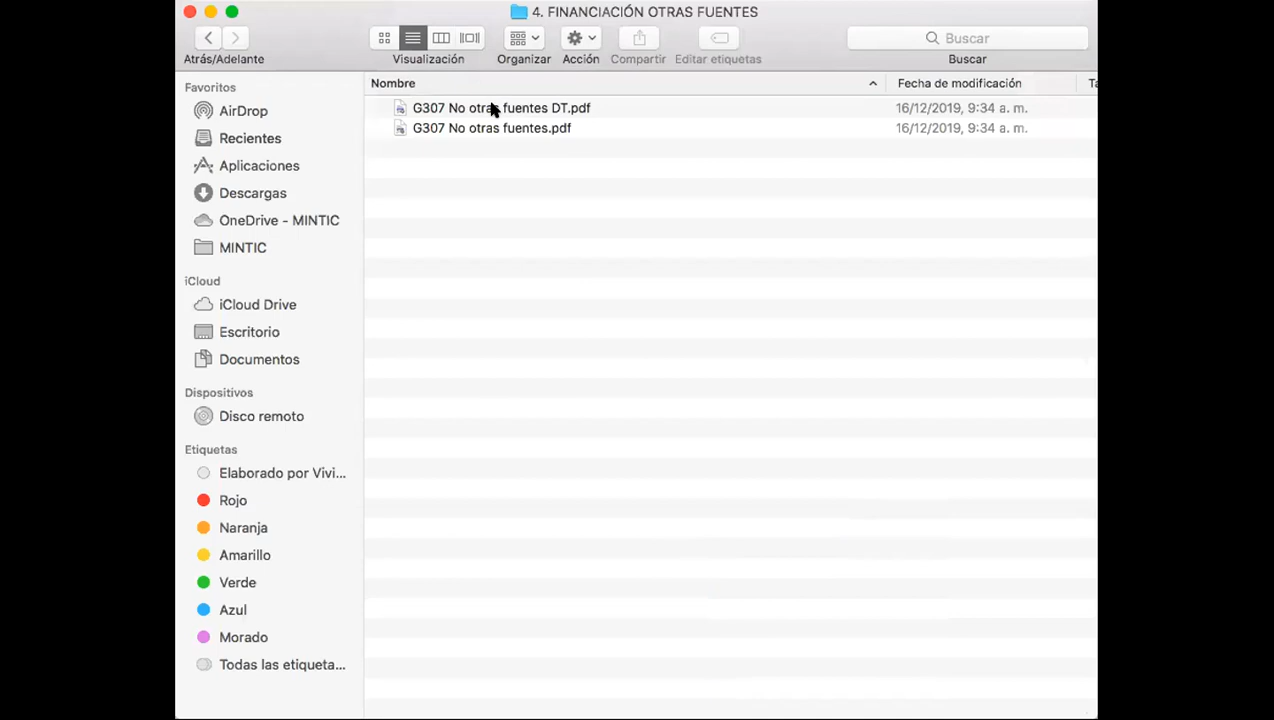 4. FINANCIACIÓN OTRAS FUENTES
Atrás/Adelante
Visualización
Organizar
Acción
Compartir
Editar etiquetas
Buscar
Buscar
Favoritos
AirDrop
Recientes
Aplicaciones
Descargas
OneDrive - MINTIC
MINTIC
iCloud
iCloud Drive
Escritorio
Documentos
Dispositivos
Disco remoto
Etiquetas
Elaborado por Vivi...
Rojo
Naranja
Amarillo
Verde
Azul
Morado
Todas las etiqueta...
Nombre
Fecha de modificación
Ta
G307 No otras fuentes DT.pdf
16/12/2019, 9:34 a. m.
G307 No otras fuentes.pdf
16/12/2019, 9:34 a. m.